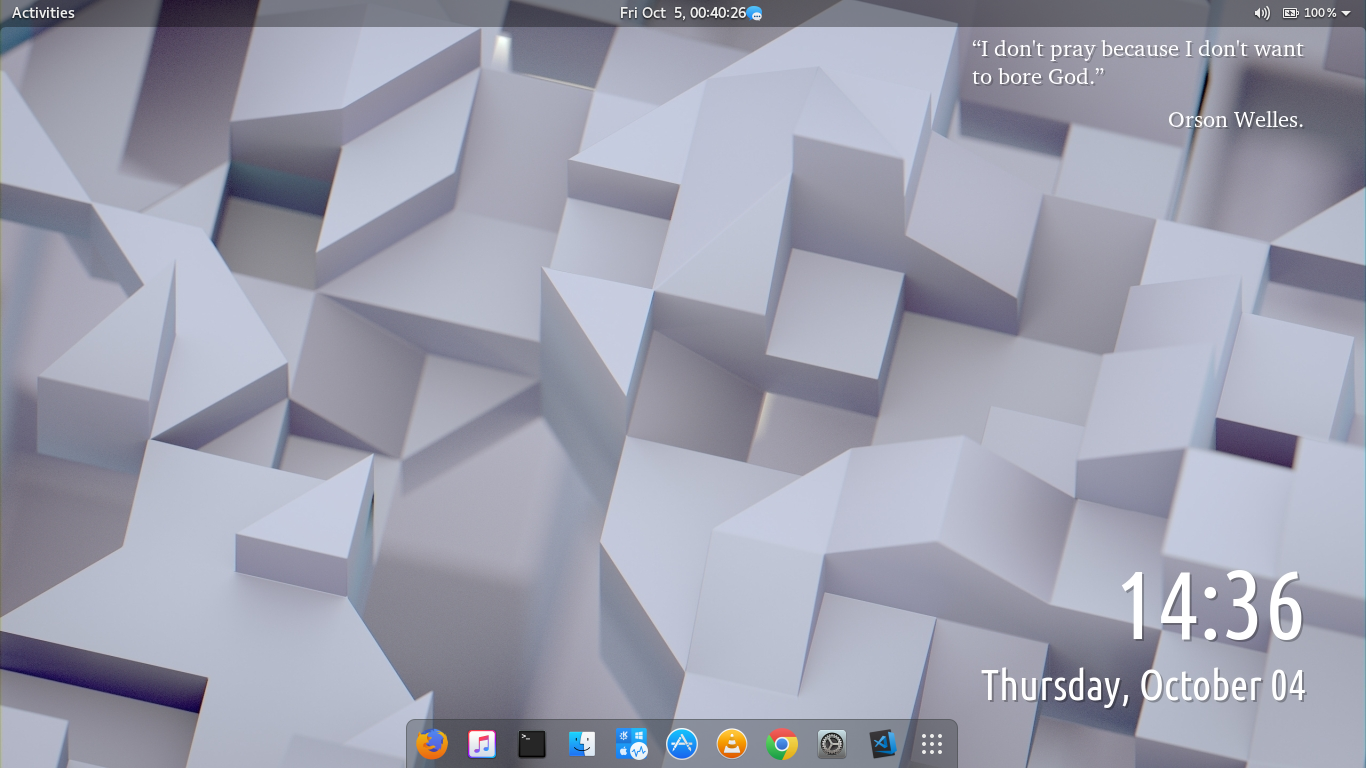 Activities
Fri Oct  5, 00:40:26
100%
“I don't pray because I don't want
to bore God.”
Orson Welles.
14:36
Thursday, October 04
>_